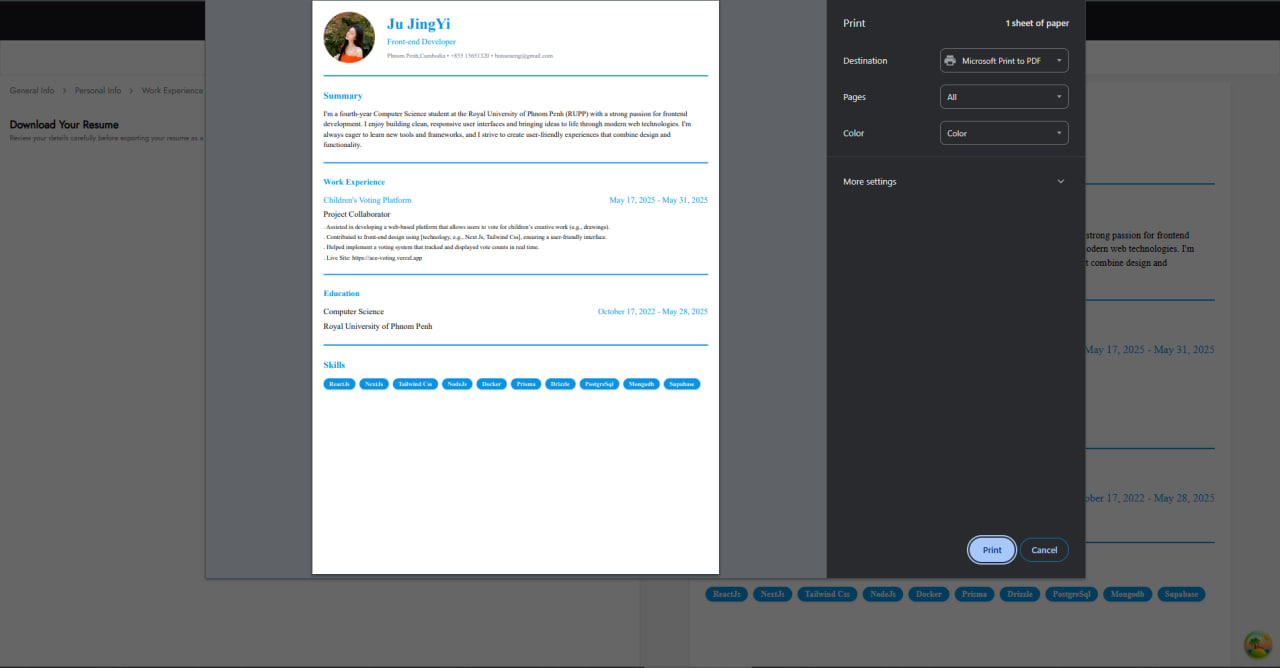 Ju JingYi
Front-end Developer
Summary
I'm a fourth-year Computer Science student at the Royal University of Phnom Penh (RUPP) with a strong passion for frontend
development. I enjoy building clean, responsive user interfaces and bringing ideas to life through modern web technologies. I'm
always eager to learn new tools and frameworks, and I strive to create user-friendly experiences that combine design and
functionality.
Work Experience
Children's Voting Platform May 17, 2025 - May 31, 2025
Project Collaborator
. Assisted in developing a web-based platform that allows users to vote for children's creative work (e.g., drawings).
. Contributed to front-end design using [technology, e.g., Next Js, Tailwind Css], ensuring a user-friendly interface.
. Helped implement a voting system that tracked and displayed vote counts in real time.
. Live Site: https://ace-voting.vercel.app
Education
Computer Science October 17, 2022 - May 28, 2025
Royal University of Phnom Penh
Skills
ReactJs NextJs Tailwind Css NodeJs Docker Prisma Drizzle PostgreSql Mongodb Supabase
Print 1 sheet of paper
Destination Microsoft Print to PDF
Pages All
Color Color
More settings
Print Cancel
General Info > Personal Info > Work Experience
Download Your Resume
Review your details carefully before exporting your resume as a
strong passion for frontend
odern web technologies. I'm
t combine design and
May 17, 2025 - May 31, 2025
ober 17, 2022 - May 28, 2025
ReactJs NextJs Tailwind Css NodeJs Docker Prisma Drizzle PostgreSql Mongodb Supabase